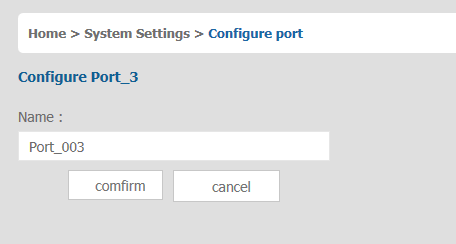 Home > System Settings > Configure port
Configure Port_3
Name :
Port_003
comfirm cancel